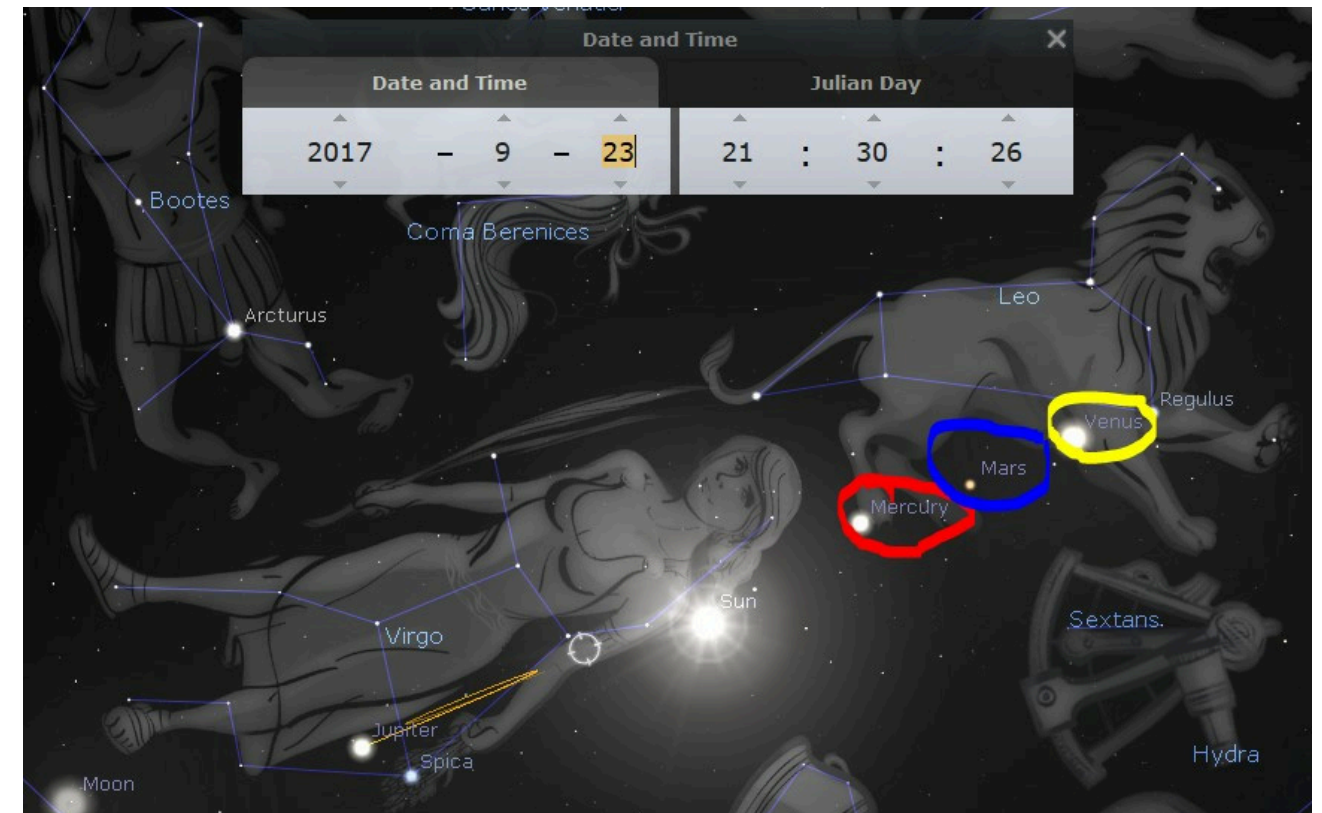 Date and Time
Date and Time
Julian Day
2017 – 9 – 23
21 : 30 : 26
Bootes
Coma Berenices
Arcturus
Leo
Regulus
Venus
Mars
Mercury
Sun
Sextans
Virgo
Jupiter
Spica
Hydra
Moon